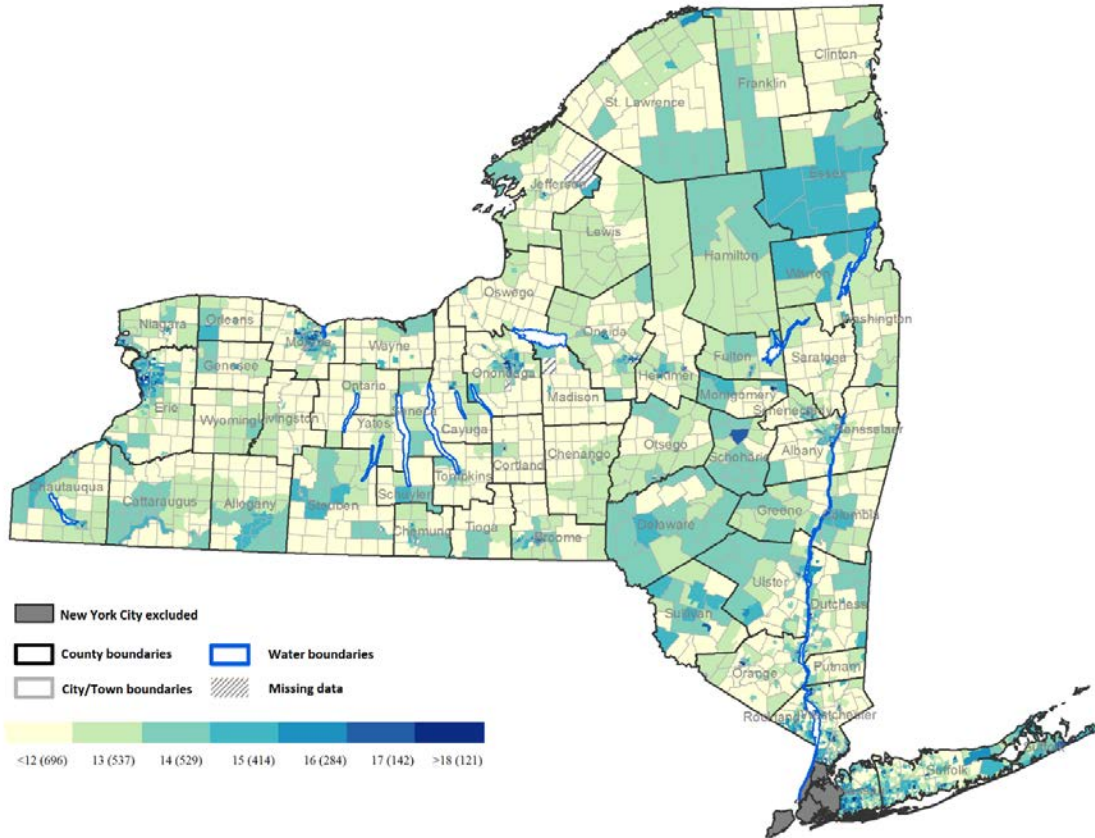 Clinton
Franklin
St. Lawrence
Essex
Jefferson
Lewis
Hamilton
Warren
Oswego
Washington
Niagara
Orleans
Monroe
Wayne
Oneida
Fulton
Saratoga
Genesee
Onondaga
Herkimer
Ontario
Madison
Montgomery
Schenectady
Erie
Wyoming
Livingston
Seneca
Yates
Cayuga
Rensselaer
Otsego
Albany
Schoharie
Cortland
Chenango
Tompkins
Chautauqua
Cattaraugus
Allegany
Steuben
Schuyler
Greene
Columbia
Chemung
Tioga
Broome
Delaware
Ulster
Dutchess
Sullivan
New York City excluded
County boundaries
Water boundaries
Putnam
Orange
City/Town boundaries
Missing data
Rockland
Westchester
<12 (696) 13 (537) 14 (529) 15 (414) 16 (284) 17 (142) >18 (121)
Suffolk